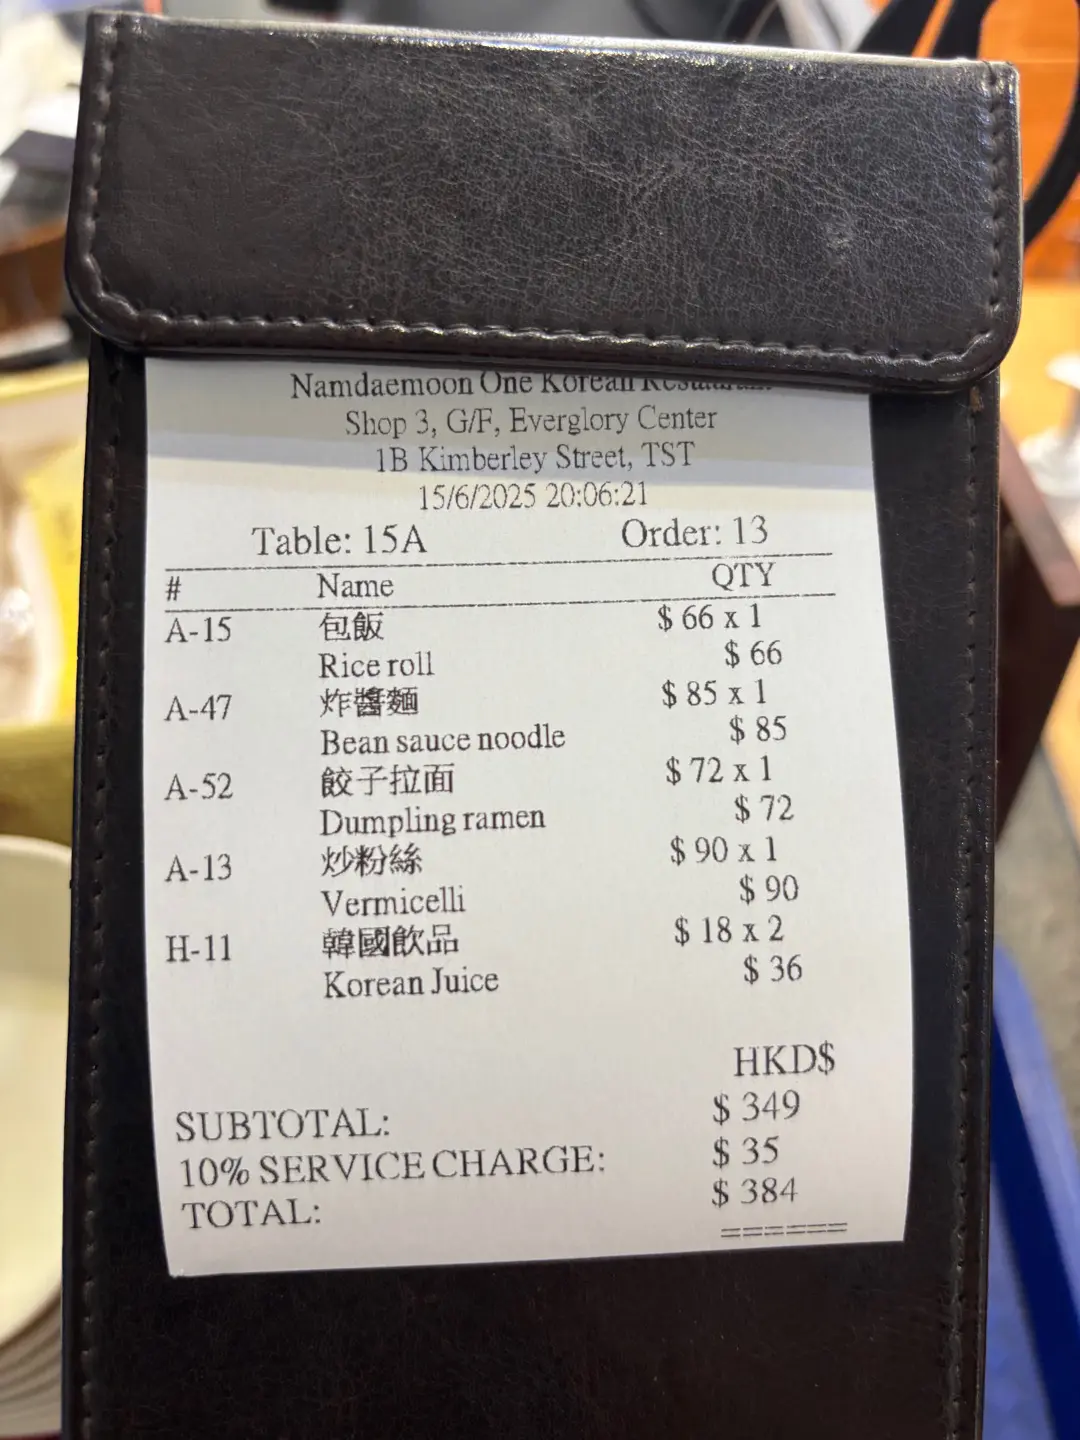 Namdaemoon One Korean Restaurant
Shop 3, G/F, Everglory Center
1B Kimberley Street, TST
15/6/2025 20:06:21
Table: 15A Order: 13
# Name QTY
A-15 包飯 $ 66 x 1
Rice roll $ 66
A-47 炸醬麵 $ 85 x 1
Bean sauce noodle $ 85
A-52 餃子拉面 $ 72 x 1
Dumpling ramen $ 72
A-13 炒粉絲 $ 90 x 1
Vermicelli $ 90
H-11 韓國飲品 $ 18 x 2
Korean Juice $ 36
HKD$
SUBTOTAL: $ 349
10% SERVICE CHARGE: $ 35
TOTAL: $ 384
======